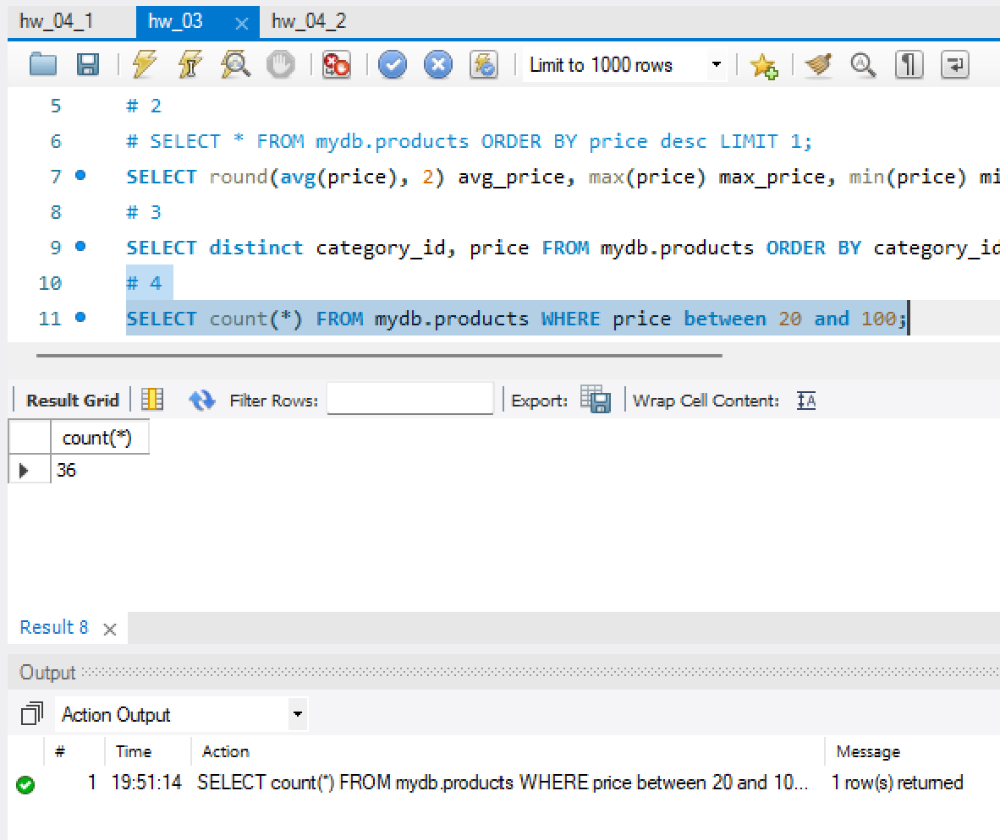 hw_04_1 hw_03 hw_04_2
Limit to 1000 rows
5 # 2
6 # SELECT * FROM mydb.products ORDER BY price desc LIMIT 1;
7 SELECT round(avg(price), 2) avg_price, max(price) max_price, min(price) mi
8 # 3
9 SELECT distinct category_id, price FROM mydb.products ORDER BY category_id
10 # 4
11 SELECT count(*) FROM mydb.products WHERE price between 20 and 100;
Result Grid Filter Rows: Export: Wrap Cell Content:
count(*)
36
Result 8
Output
Action Output
# Time Action Message
1 19:51:14 SELECT count(*) FROM mydb.products WHERE price between 20 and 10... 1 row(s) returned